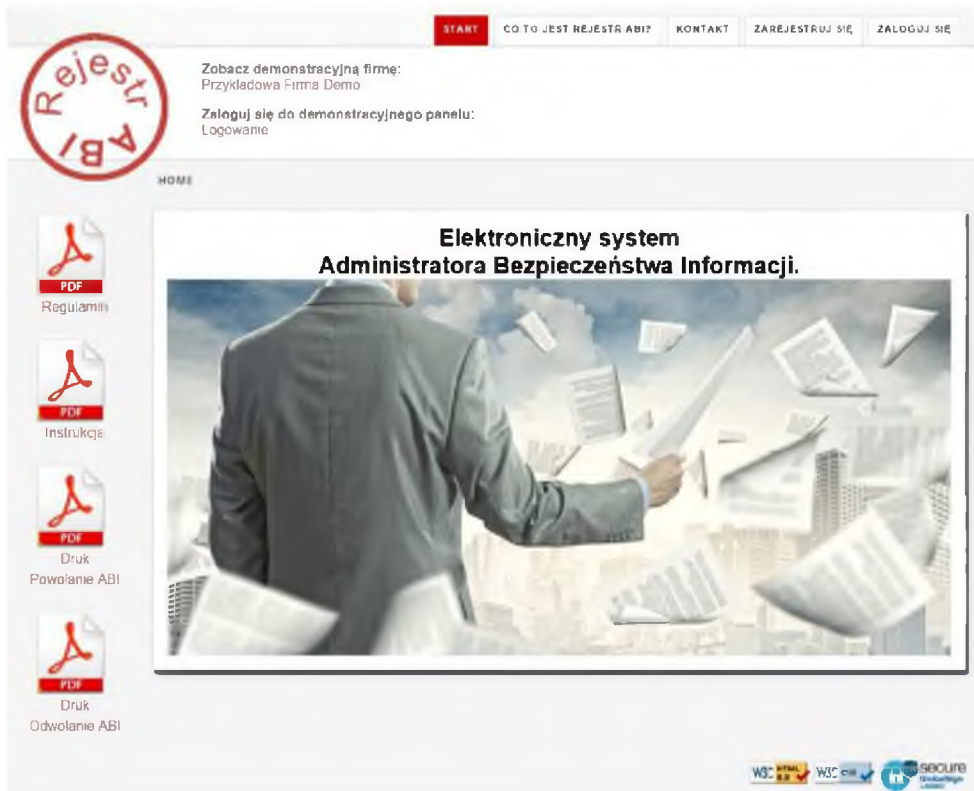 START
CO TO JEST REJESTR ABI?
KONTAKT
ZAREJESTRUJ SIĘ
ZALOGUJ SIĘ
Rejestr ABI
Zobacz demonstracyjną firmę:
Przykładowa Firma Demo
Zaloguj się do demonstracyjnego panelu:
Logowanie
HOME
Elektroniczny system
Administratora Bezpieczeństwa Informacji.
PDF
Regulamin
PDF
Instrukcja
PDF
Druk
Powołanie ABI
PDF
Druk
Odwołanie ABI
W3C HTML
W3C css
secure